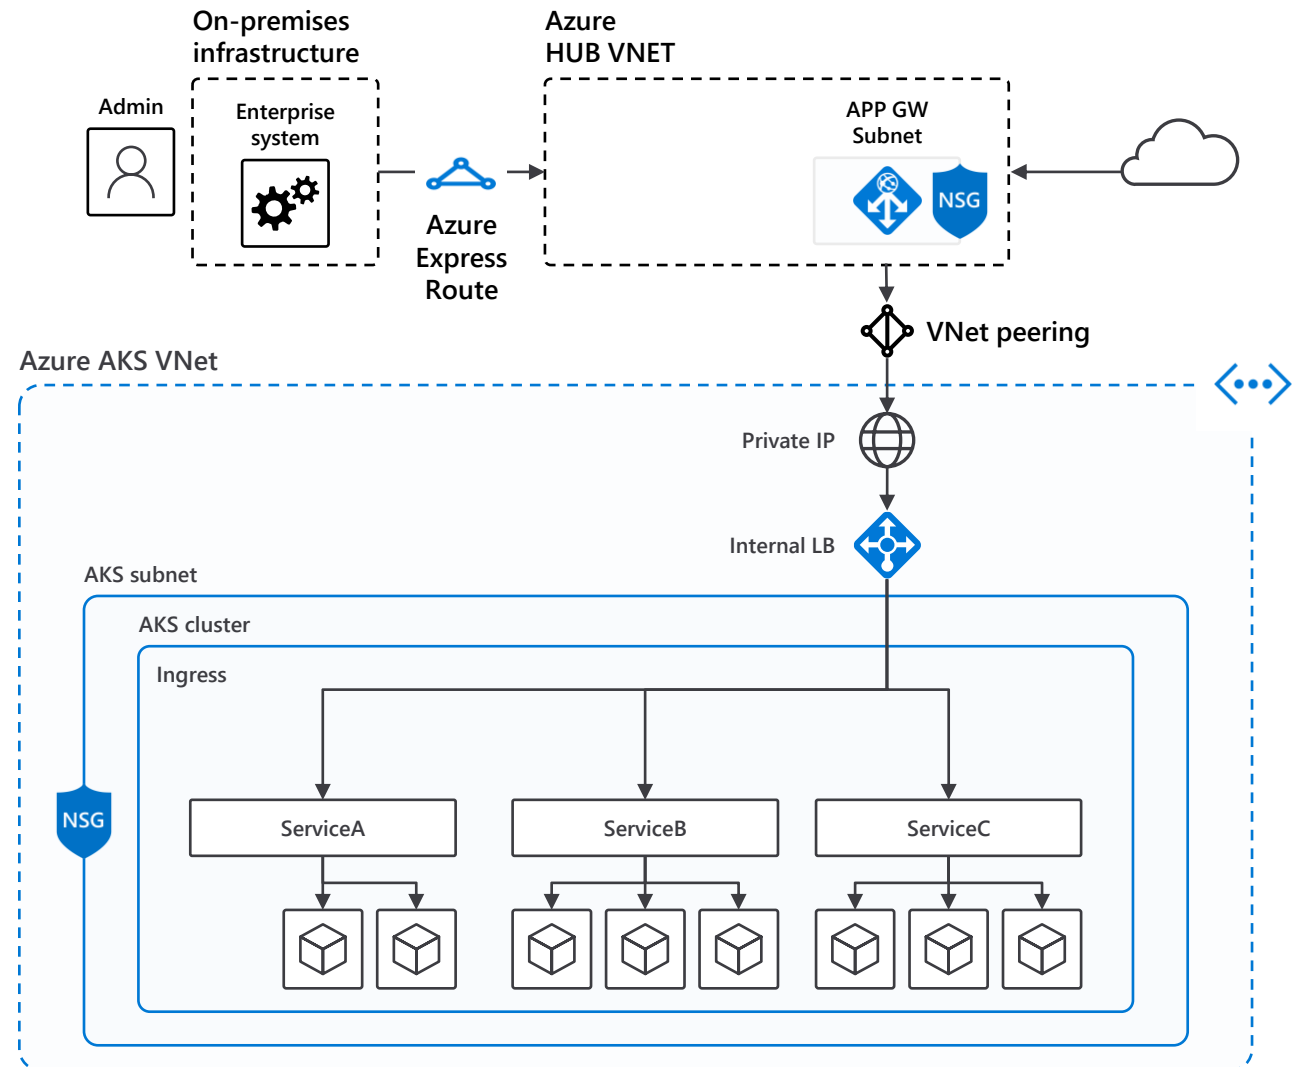 On-premises
infrastructure
Azure
HUB VNET
Admin
Enterprise
system
APP GW
Subnet
NSG
Azure
Express
Route
VNet peering
Azure AKS VNet
Private IP
Internal LB
AKS subnet
AKS cluster
Ingress
NSG
ServiceA
ServiceB
ServiceC